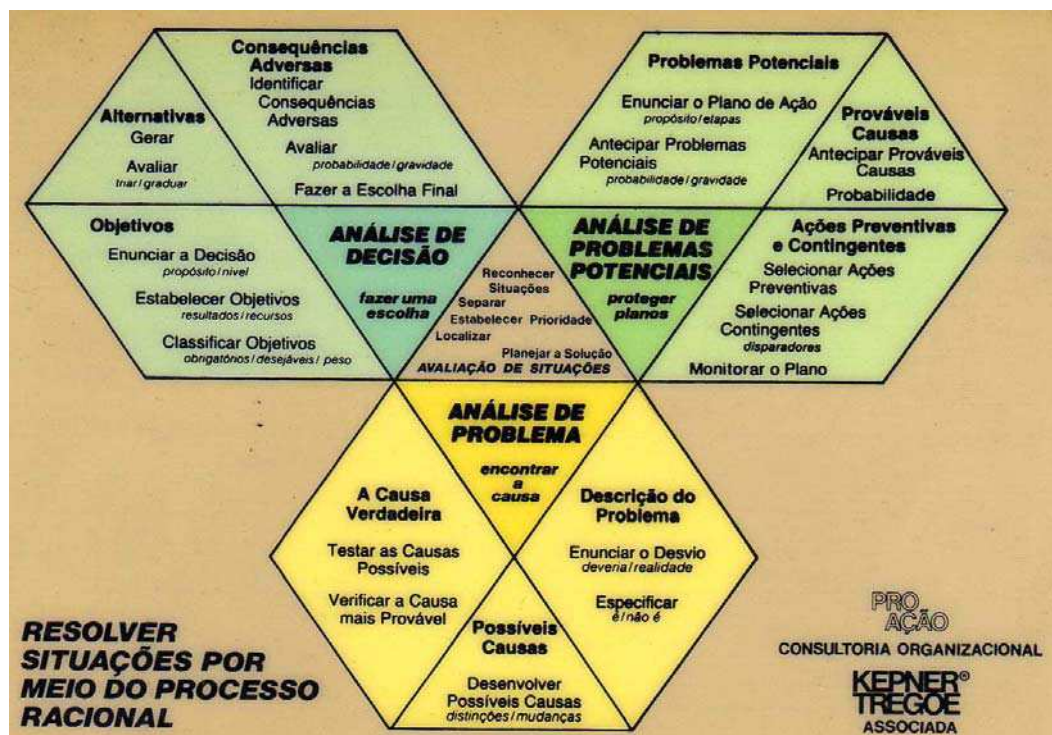 Consequências
Adversas
Identificar
Consequências
Adversas
Avaliar
probabilidade/gravidade
Fazer a Escolha Final
Alternativas
Gerar
Avaliar
triar/graduar
Objetivos
Enunciar a Decisão
propósito/nível
Estabelecer Objetivos
resultados/recursos
Classificar Objetivos
obrigatórios/desejáveis/peso
ANÁLISE DE
DECISÃO
fazer uma
escolha
Problemas Potenciais
Enunciar o Plano de Ação
propósito/etapas
Antecipar Problemas
Potenciais
probabilidade/gravidade
Prováveis
Causas
Antecipar Prováveis
Causas
Probabilidade
ANÁLISE DE
PROBLEMAS
POTENCIAIS
proteger
planos
Ações Preventivas
e Contingentes
Selecionar Ações
Preventivas
Selecionar Ações
Contingentes
disparadores
Monitorar o Plano
Reconhecer
Situações
Separar
Estabelecer Prioridade
Localizar
Planejar a Solução
AVALIAÇÃO DE SITUAÇÕES
ANÁLISE DE
PROBLEMA
encontrar
a
causa
A Causa
Verdadeira
Testar as Causas
Possíveis
Verificar a Causa
mais Provável
Descrição do
Problema
Enunciar o Desvio
deveria/realidade
Especificar
é/não é
Possíveis
Causas
Desenvolver
Possíveis Causas
distinções/mudanças
RESOLVER
SITUAÇÕES POR
MEIO DO PROCESSO
RACIONAL
PRO
AÇÃO
CONSULTORIA ORGANIZACIONAL
KEPNER®
TREGOE
ASSOCIADA